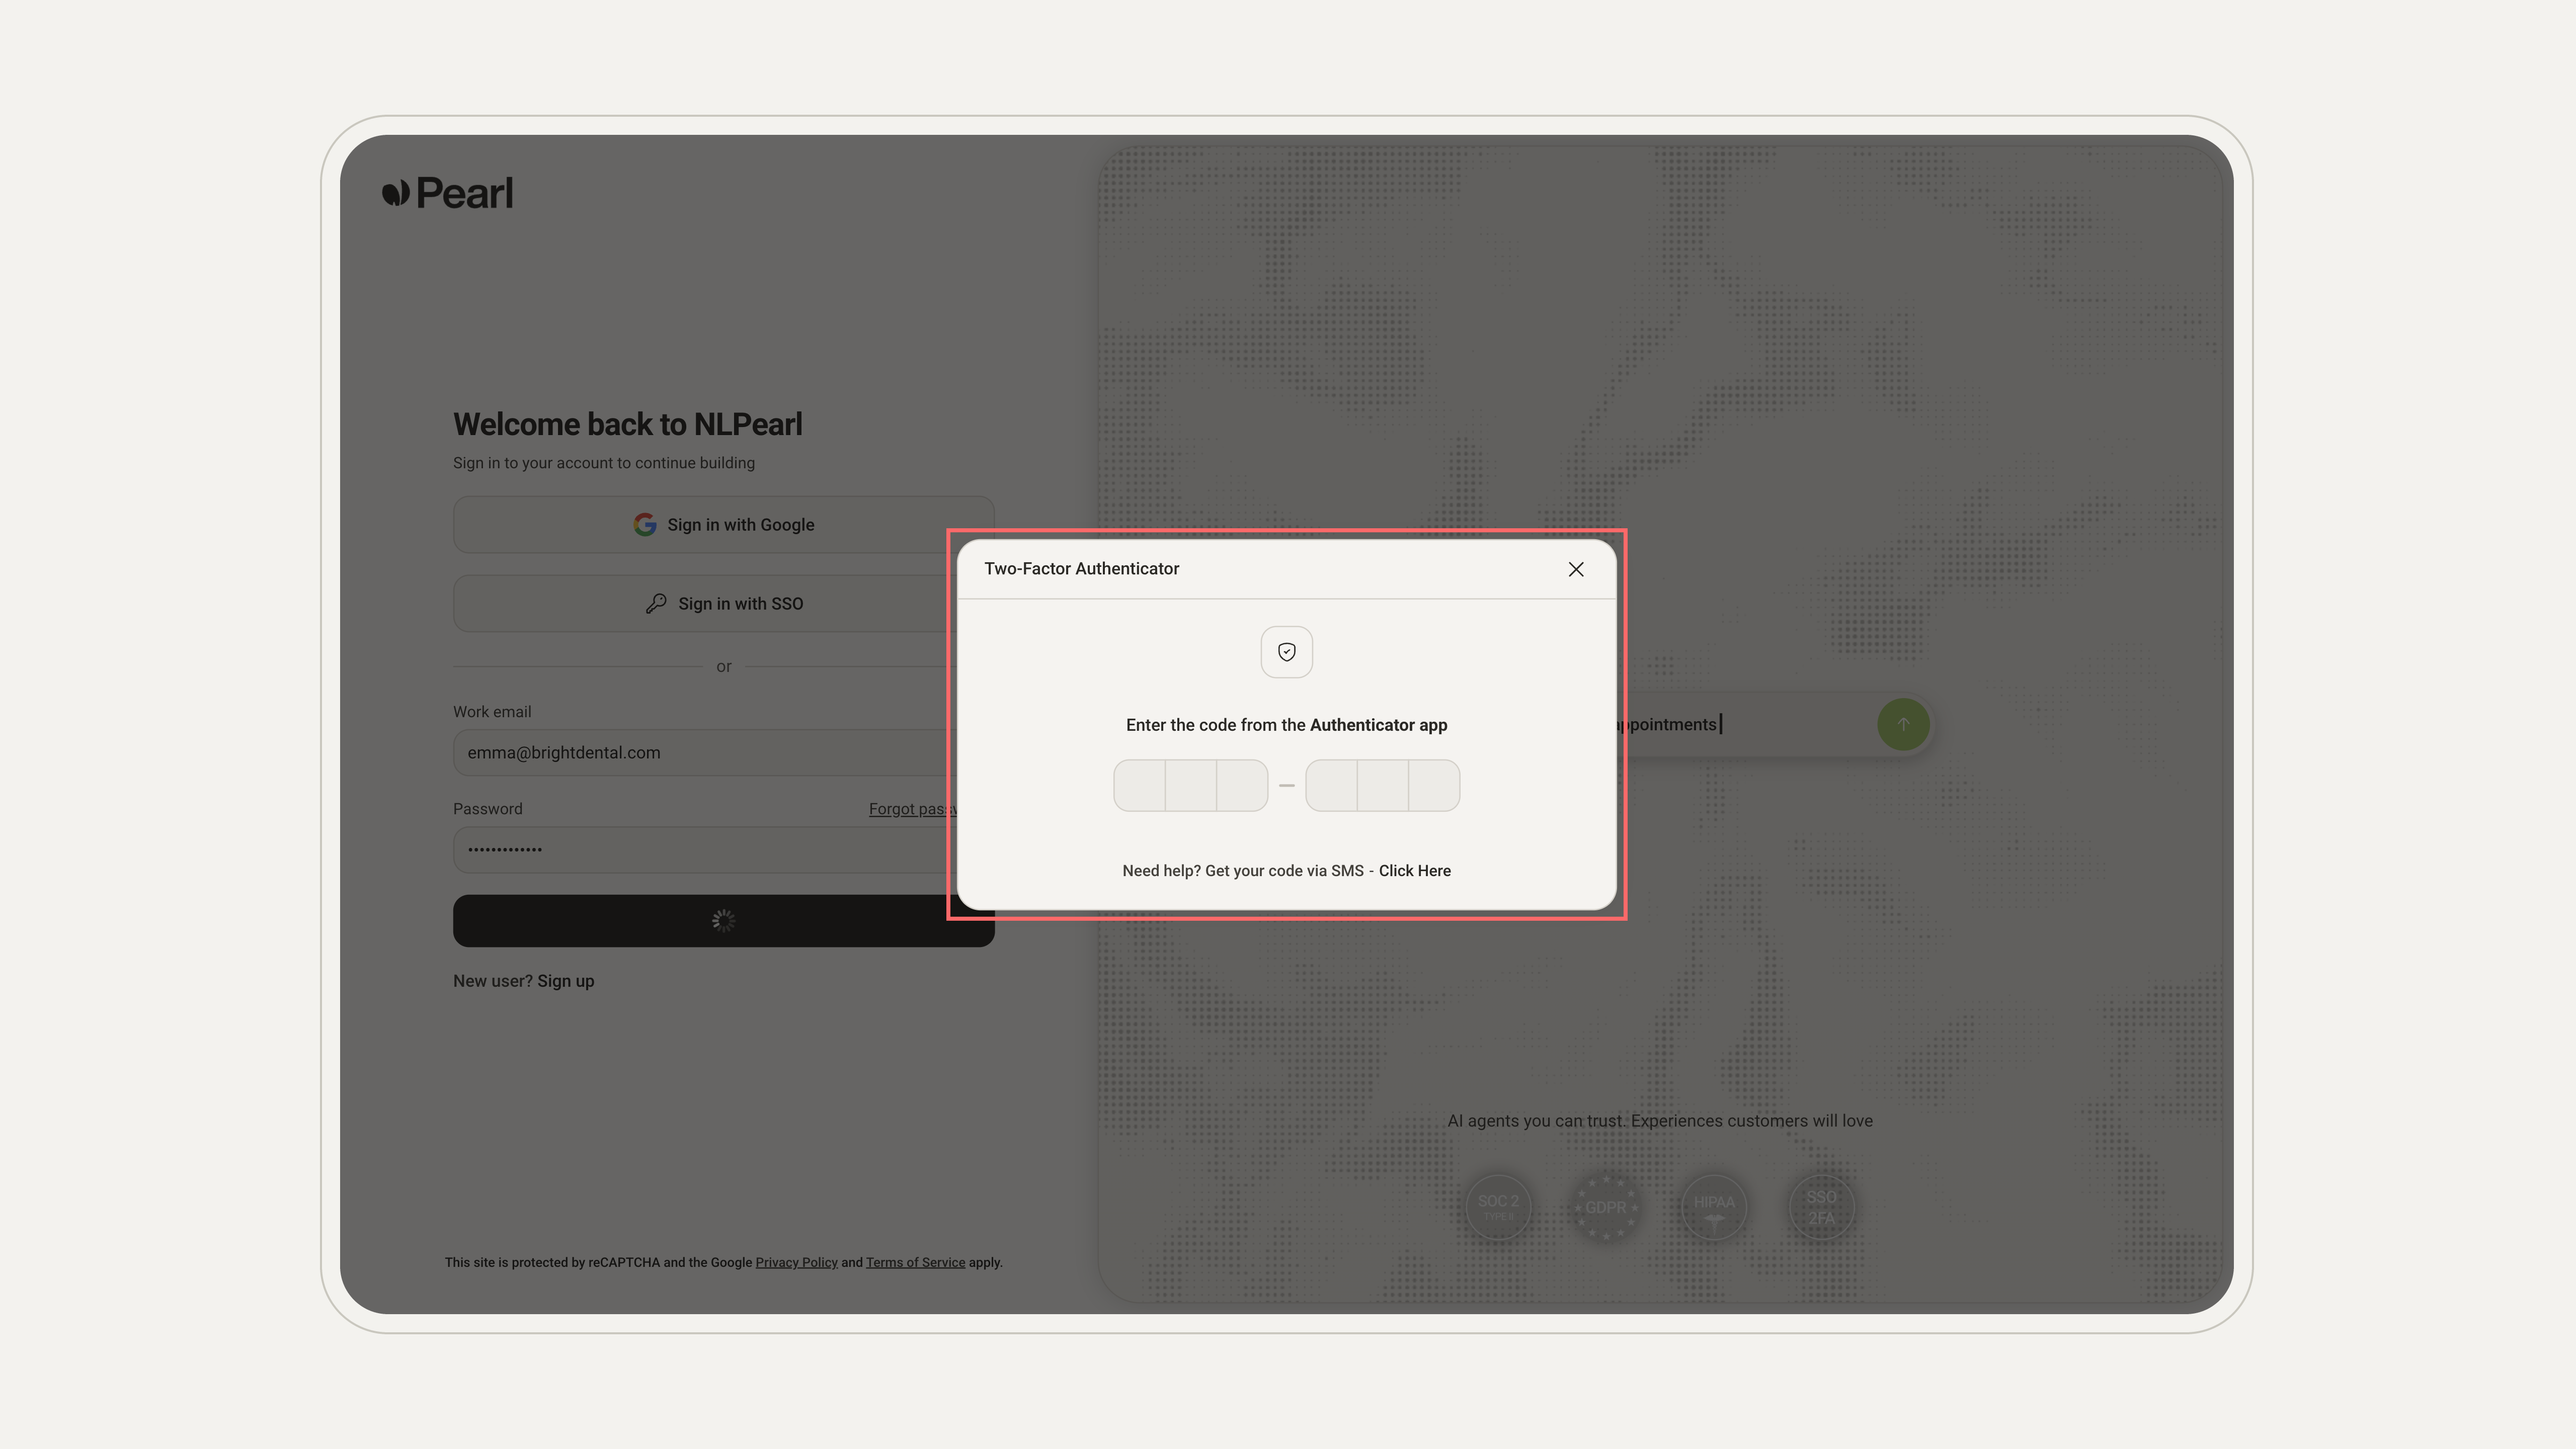 Pearl
Welcome back to NLPearl
Sign in to your account to continue building
Sign in with Google
Sign in with SSO
or
Work email
emma@brightdental.com
Password
Forgot
•••••••••••••
New user? Sign up
This site is protected by reCAPTCHA and the Google Privacy Policy and Terms of Service apply.
Two-Factor Authenticator
Enter the code from the Authenticator app
Need help? Get your code via SMS - Click Here
appointments
AI agents you can trust. Experiences customers will love
SOC 2
TYPE II
GDPR
HIPAA
SSO
2FA